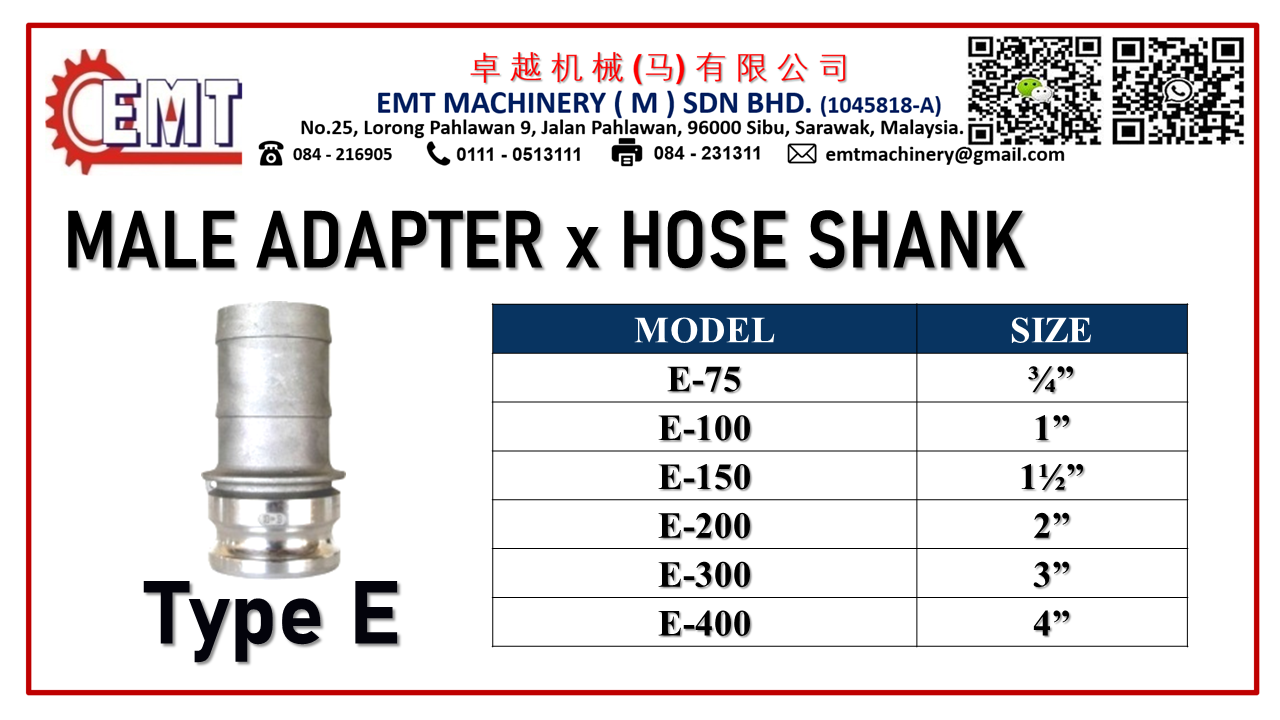 EMT
卓越机械(马)有限公司
EMT MACHINERY ( M ) SDN BHD. (1045818-A)
No.25, Lorong Pahlawan 9, Jalan Pahlawan, 96000 Sibu, Sarawak, Malaysia.
084 - 216905 0111 - 0513111 084 - 231311 emtmachinery@gmail.com
MALE ADAPTER x HOSE SHANK
MODEL SIZE
E-75 ¾”
E-100 1”
E-150 1½”
E-200 2”
E-300 3”
E-400 4”
Type E